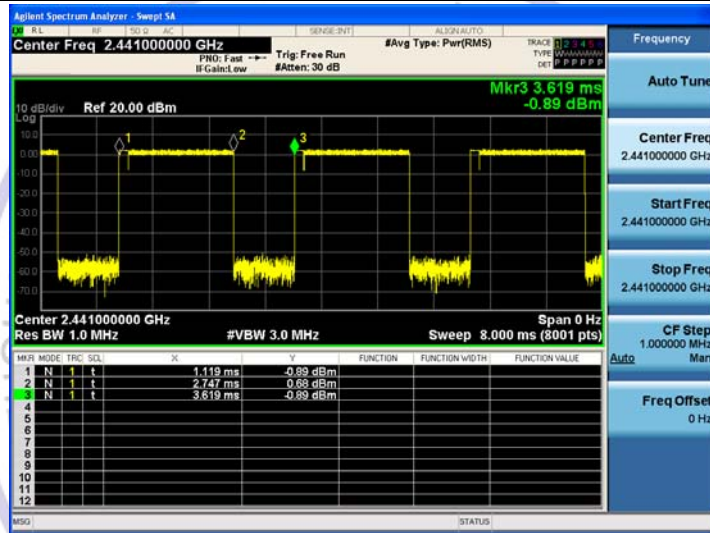 Agilent Spectrum Analyzer - Swept SA
RL RF 50 Ω AC SENSE:INT ALIGN AUTO
Center Freq 2.441000000 GHz
PNO: Fast
IFGain:Low
Trig: Free Run
#Atten: 30 dB
#Avg Type: Pwr(RMS)
TRACE 1 2 3 4 5 6
TYPE
DET P P P P P P
Mkr3 3.619 ms
-0.89 dBm
10 dB/div Ref 20.00 dBm
Log
10.0
0.00
-10.0
-20.0
-30.0
-40.0
-50.0
-60.0
-70.0
1
2
3
Center 2.441000000 GHz Span 0 Hz
Res BW 1.0 MHz #VBW 3.0 MHz Sweep 8.000 ms (8001 pts)
MKR MODE TRC SCL X Y FUNCTION FUNCTION WIDTH FUNCTION VALUE
1 N 1 t 1.119 ms -0.89 dBm
2 N 1 t 2.747 ms 0.68 dBm
3 N 1 t 3.619 ms -0.89 dBm
4
5
6
7
8
9
10
11
12
MSG STATUS
Frequency
Auto Tune
Center Freq
2.441000000 GHz
Start Freq
2.441000000 GHz
Stop Freq
2.441000000 GHz
CF Step
1.000000 MHz
Auto Man
Freq Offset
0 Hz